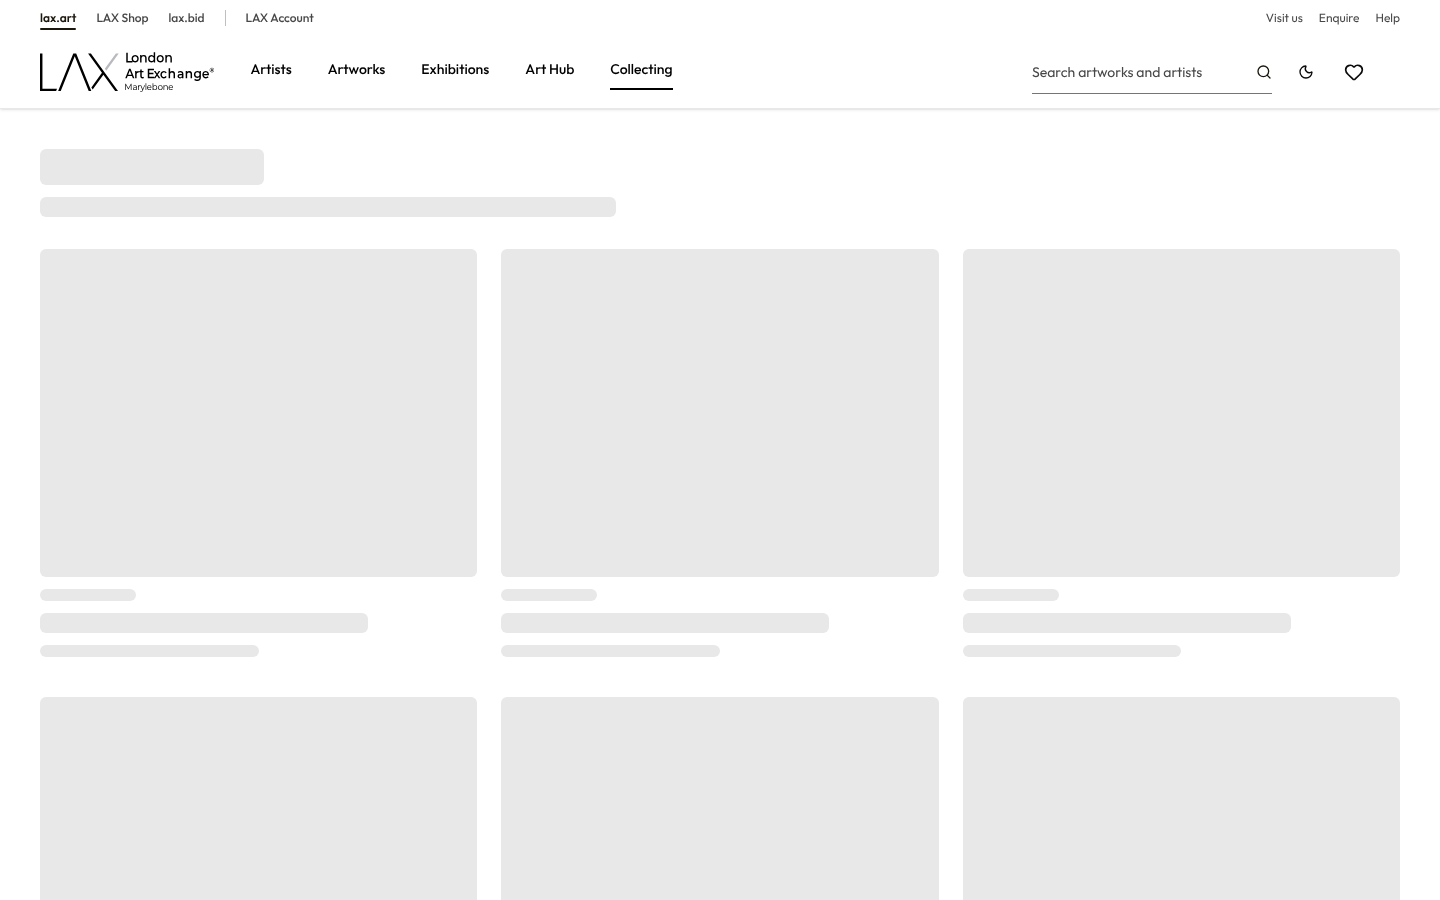 lax.art LAX Shop lax.bid LAX Account Visit us Enquire Help
LAX London
Art Exchange®
Marylebone
Artists Artworks Exhibitions Art Hub Collecting Search artworks and artists